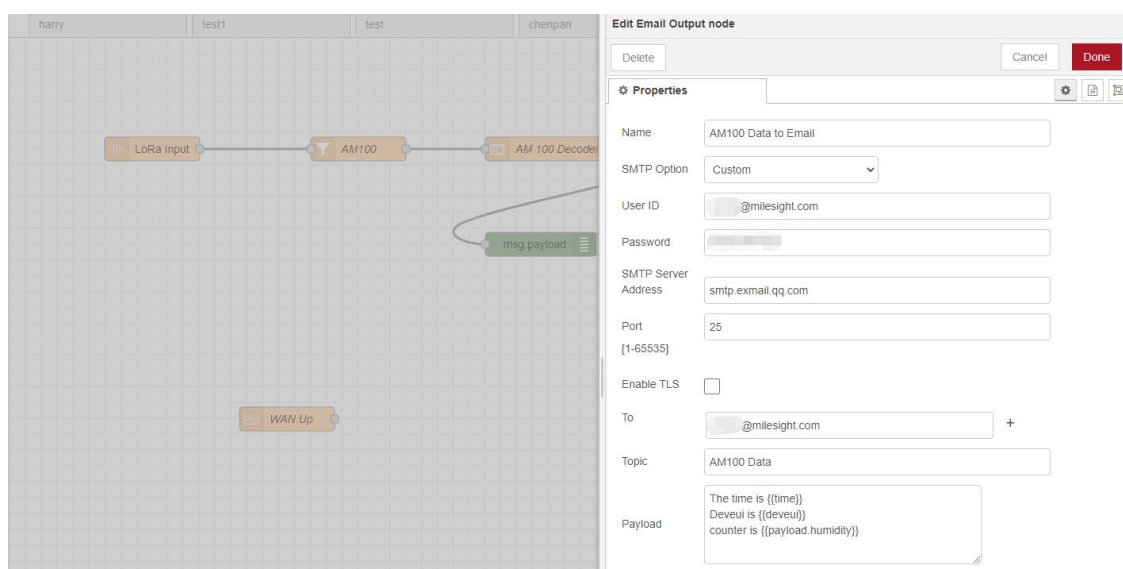 harry
test1
test
chenpan
LoRa Input
AM100
AM 100 Decoder
msg.payload
WAN Up
Edit Email Output node
Delete
Cancel
Done
Properties
Name
AM100 Data to Email
SMTP Option
Custom
User ID
@milesight.com
Password
SMTP Server
Address
smtp.exmail.qq.com
Port
25
[1-65535]
Enable TLS
To
@milesight.com
+
Topic
AM100 Data
Payload
The time is {{time}}
Deveui is {{deveui}}
counter is {{payload.humidity}}